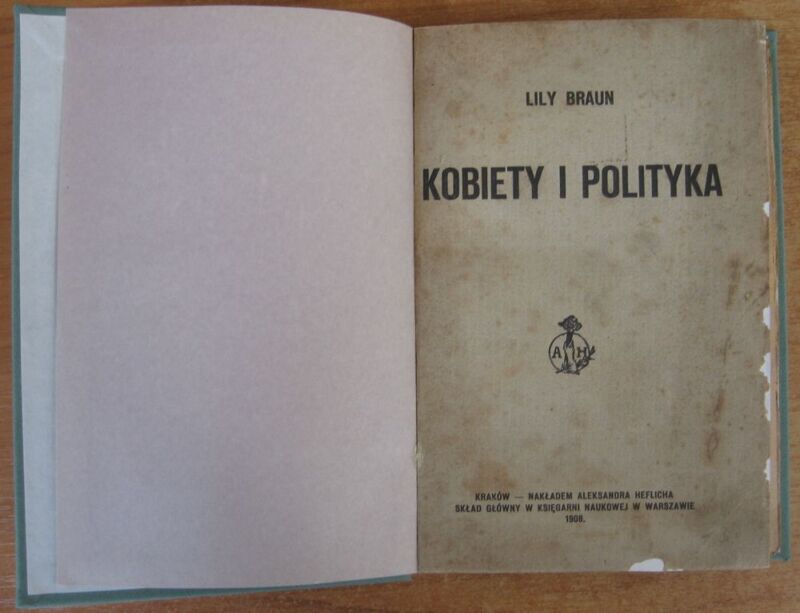 LILY BRAUN
KOBIETY I POLITYKA
A H
KRAKÓW — NAKŁADEM ALEKSANDRA HEFLICHA
SKŁAD GŁÓWNY W KSIĘGARNI NAUKOWEJ W WARSZAWIE
1908.